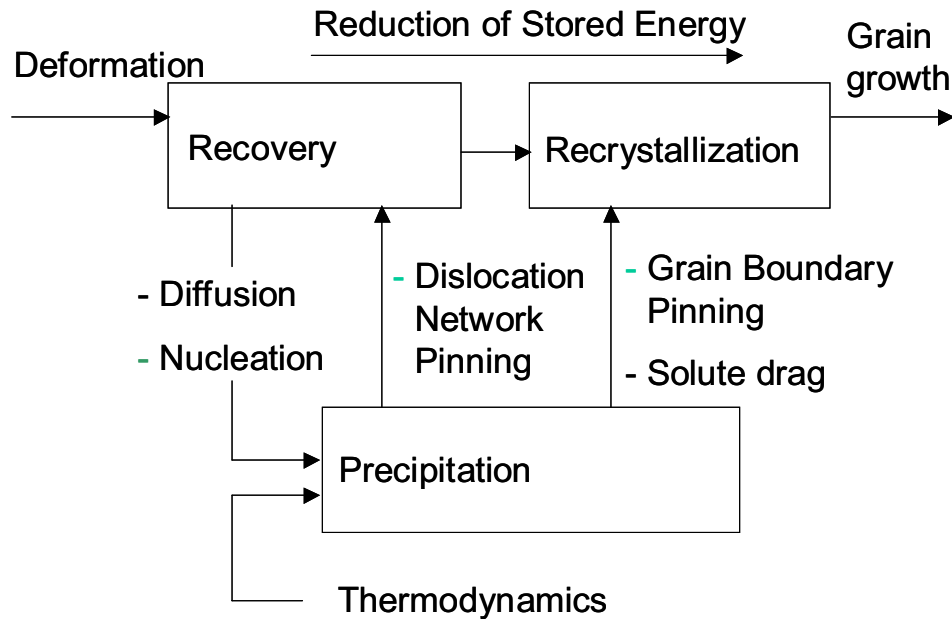 Reduction of Stored Energy
Deformation
Grain
growth
Recovery
Recrystallization
- Diffusion
- Nucleation
- Dislocation
Network
Pinning
- Grain Boundary
Pinning
- Solute drag
Precipitation
Thermodynamics